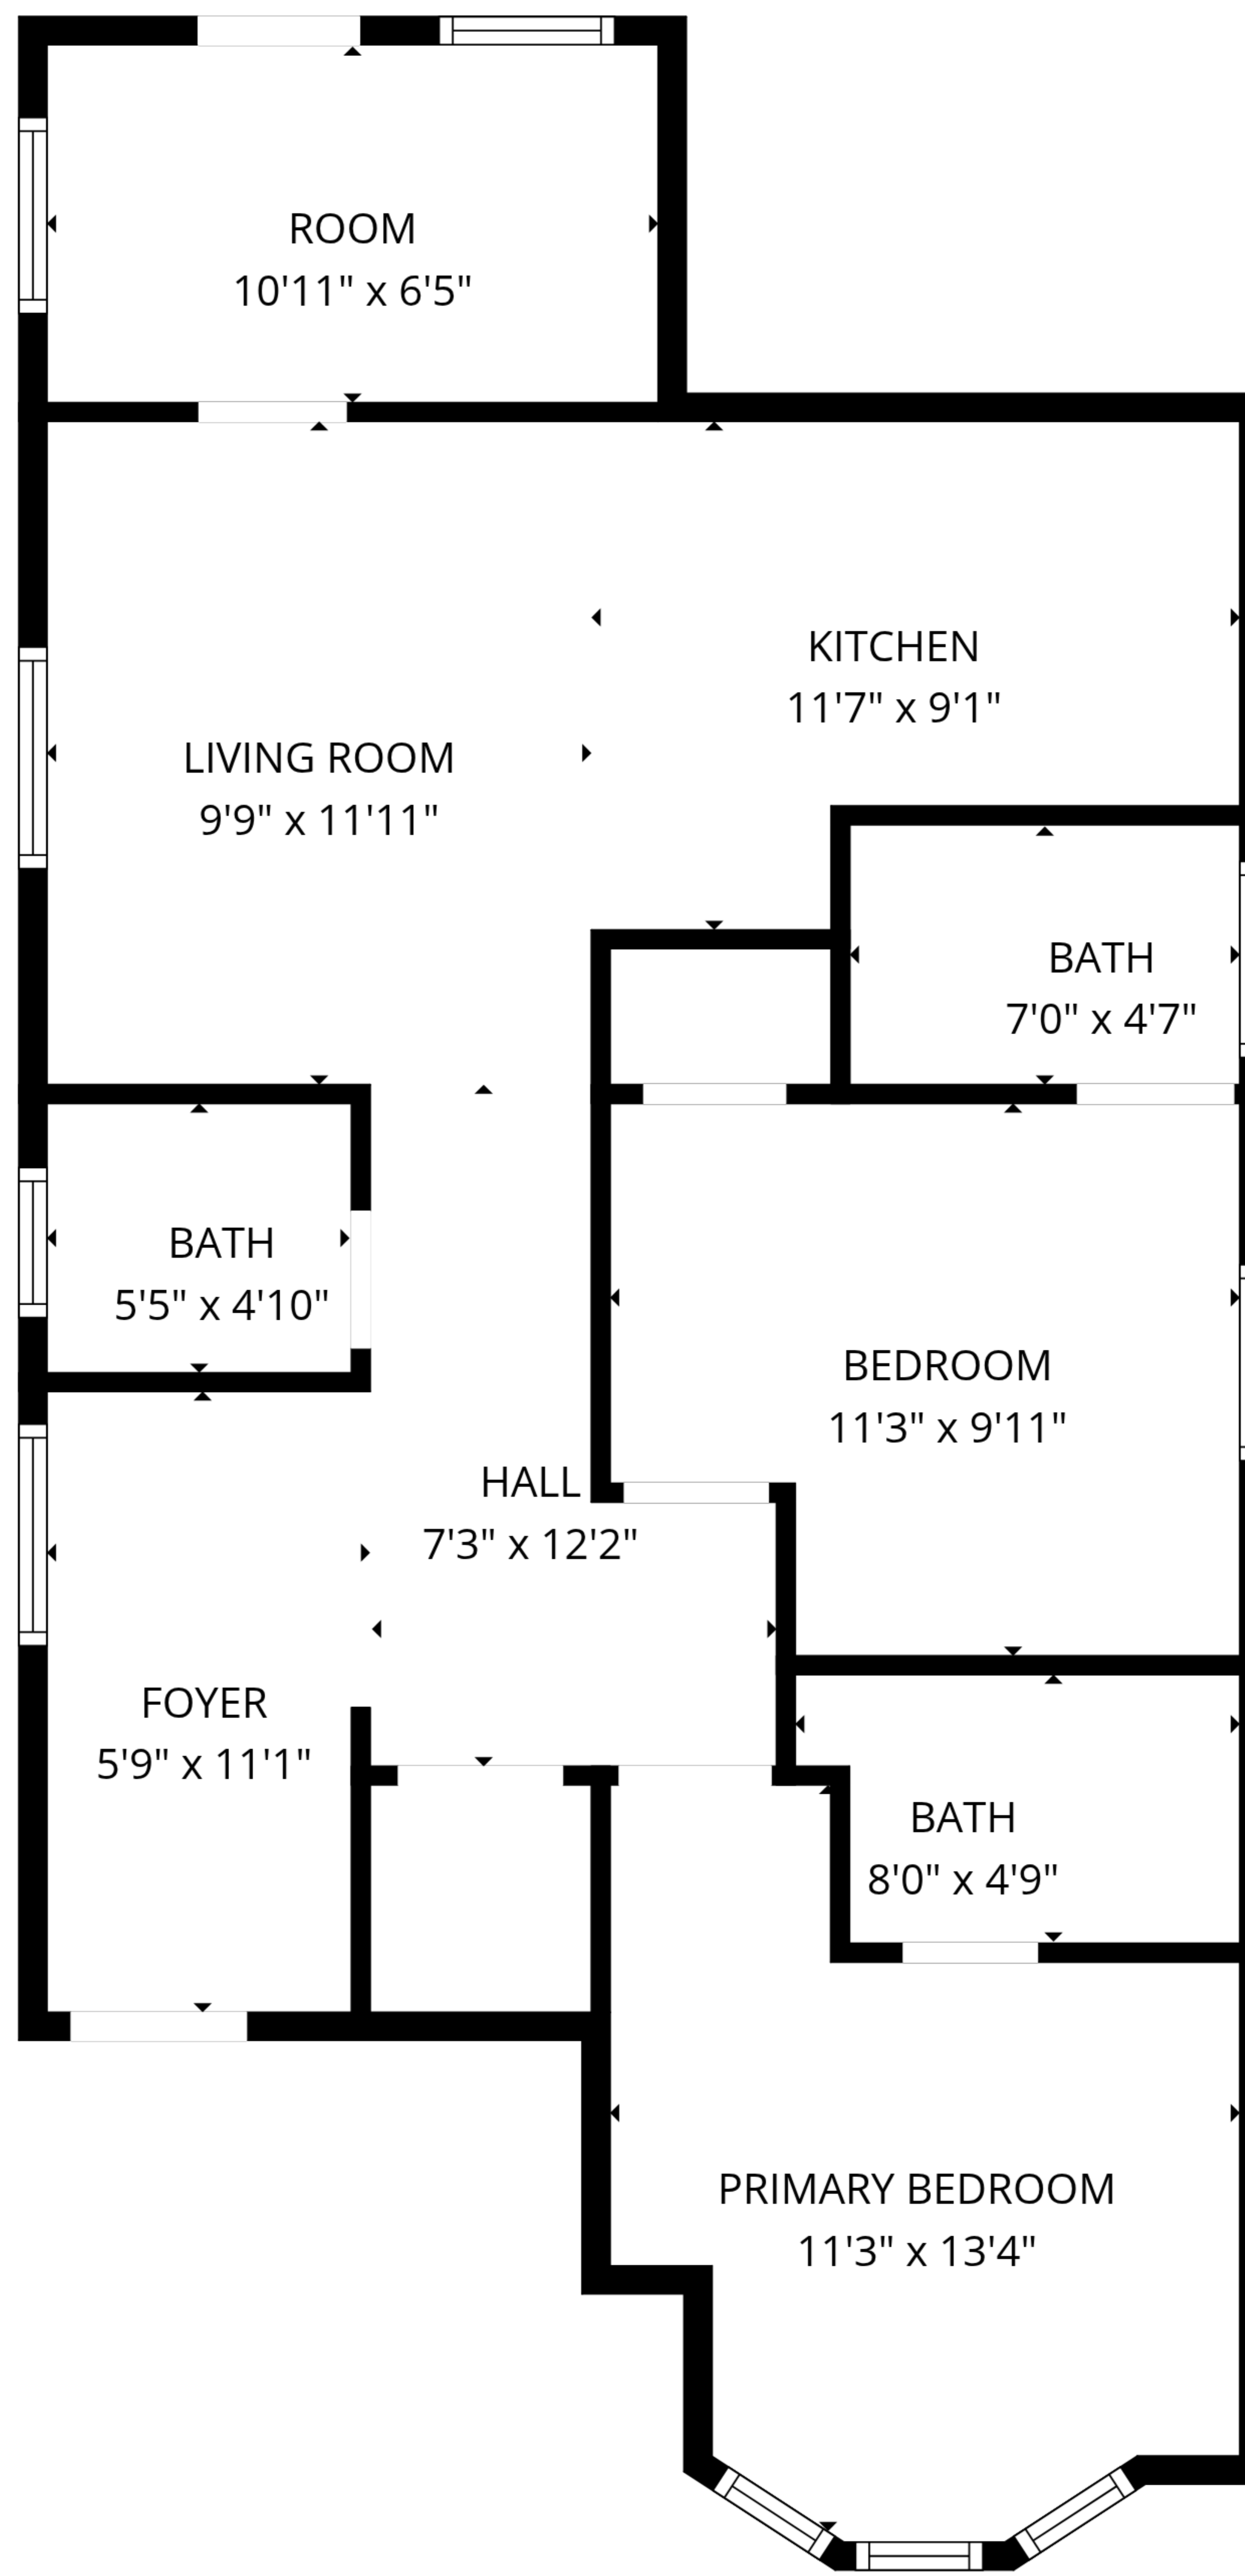 ROOM
10'11" x 6'5"
KITCHEN
11'7" x 9'1"
LIVING ROOM
9'9" x 11'11"
BATH
7'0" x 4'7"
BATH
5'5" x 4'10"
BEDROOM
11'3" x 9'11"
HALL
7'3" x 12'2"
FOYER
5'9" x 11'1"
BATH
8'0" x 4'9"
PRIMARY BEDROOM
11'3" x 13'4"